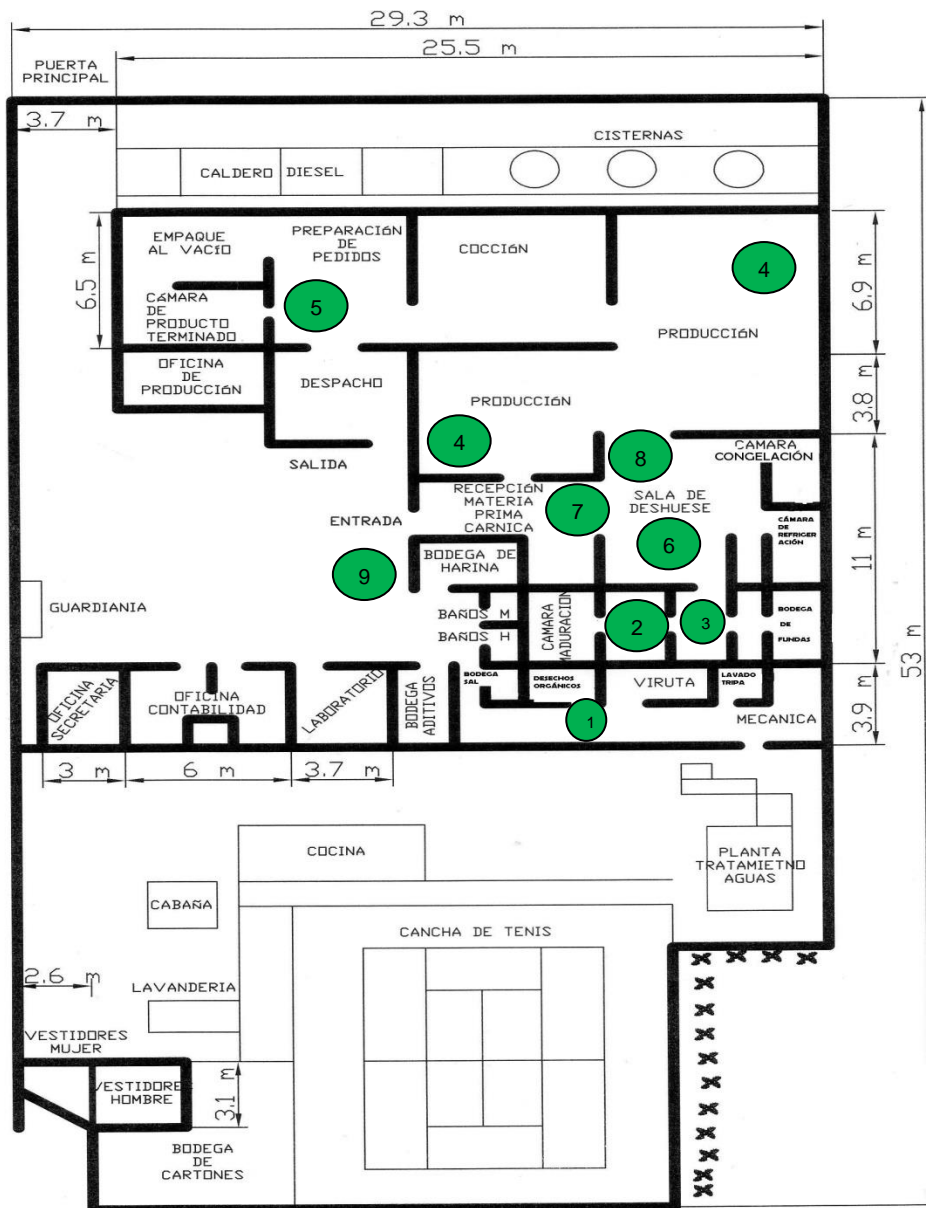 29.3 m
25.5 m
PUERTA
PRINCIPAL
3.7 m
CISTERNAS
CALDERO
DIESEL
EMPAQUE
AL VACÍO
PREPARACIÓN
DE
PEDIDOS
COCCIÓN
4
6.5 m
6.9 m
CÁMARA
DE
PRODUCTO
TERMINADO
5
PRODUCCIÓN
OFICINA
DE
PRODUCCIÓN
DESPACHO
PRODUCCIÓN
3.8 m
4
8
CAMARA
CONGELACIÓN
SALIDA
RECEPCIÓN
MATERIA
PRIMA
CARNICA
7
SALA DE
DESHUESE
ENTRADA
6
CÁMARA
DE
REFRIGER
ACIÓN
11 m
BODEGA DE
HARINA
9
GUARDIANIA
BAÑOS M
BAÑOS H
CAMARA
MADURACION
2
3
BODEGA
DE
FUNDAS
53 m
OFICINA
SECRETARIA
OFICINA
CONTABILIDAD
LABORATORIO
BODEGA
ADITIVOS
BODEGA
SAL
DESECHOS
ORGÁNICOS
VIRUTA
LAVADO
TRIPA
1
MECANICA
3.9 m
3 m
6 m
3.7 m
COCINA
PLANTA
TRATAMIETNO
AGUAS
CABAÑA
CANCHA DE TENIS
2.6 m
LAVANDERIA
VESTIDORES
MUJER
VESTIDORES
HOMBRE
3.1 m
BODEGA
DE
CARTONES